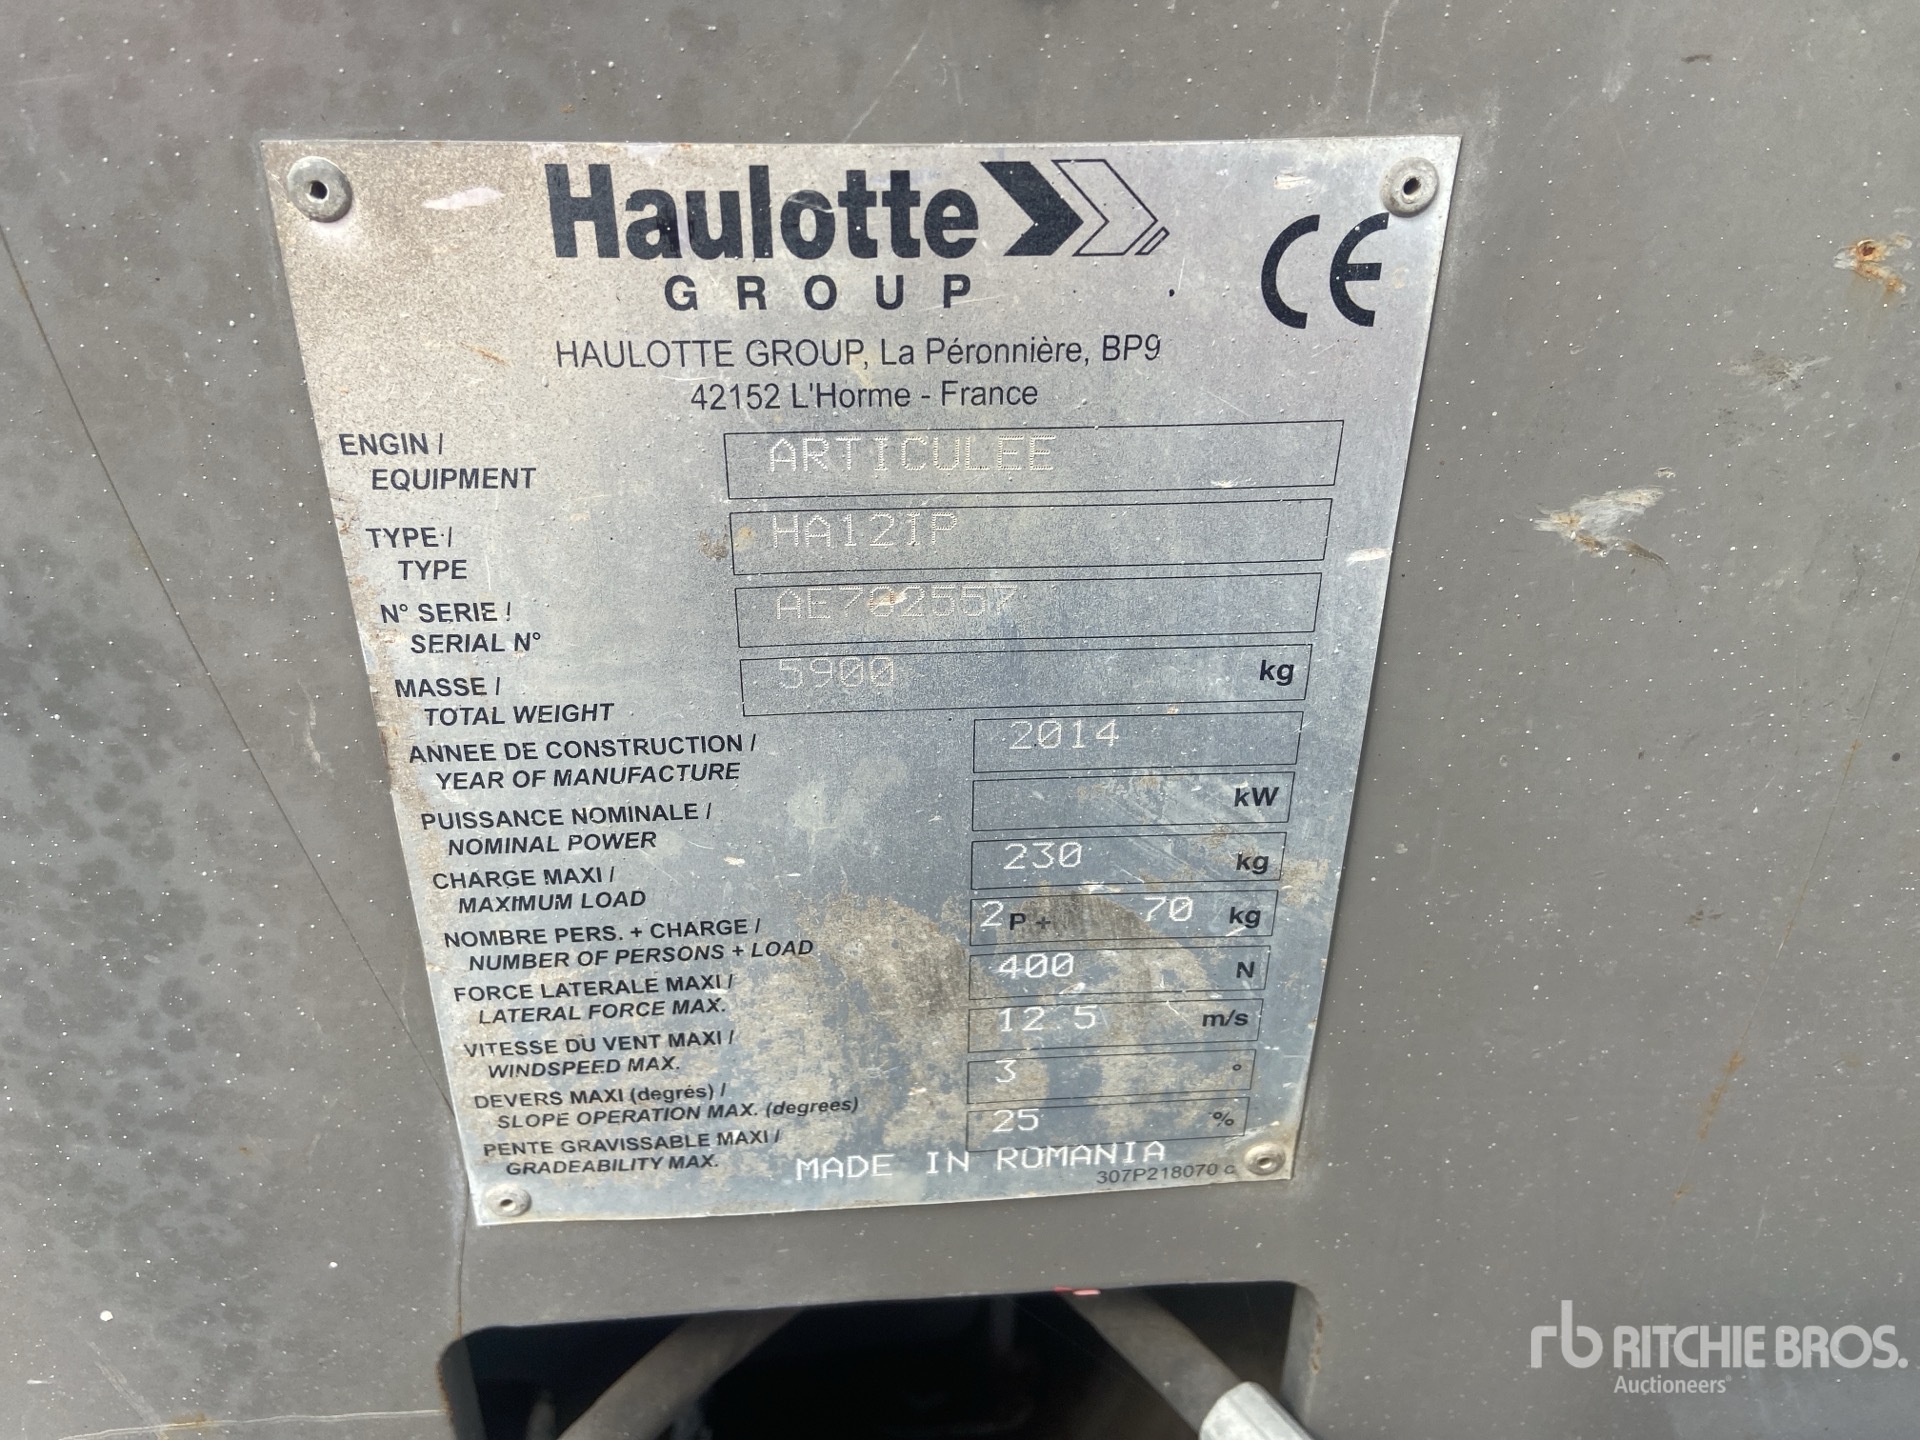 Haulotte
GROUP
CE
HAULOTTE GROUP, La Péronnière, BP9
42152 L'Horme - France
ENGIN /
EQUIPMENT
ARTICULEE
TYPE /
TYPE
HA12IP
N° SERIE /
SERIAL N°
AE702557
MASSE /
TOTAL WEIGHT
5900 kg
ANNEE DE CONSTRUCTION /
YEAR OF MANUFACTURE
2014
PUISSANCE NOMINALE /
NOMINAL POWER
kW
CHARGE MAXI /
MAXIMUM LOAD
230 kg
NOMBRE PERS. + CHARGE /
NUMBER OF PERSONS + LOAD
2 P + 70 kg
FORCE LATERALE MAXI /
LATERAL FORCE MAX.
400 N
VITESSE DU VENT MAXI /
WINDSPEED MAX.
12.5 m/s
DEVERS MAXI (degrés) /
SLOPE OPERATION MAX. (degrees)
3 °
PENTE GRAVISSABLE MAXI /
GRADEABILITY MAX.
25 %
MADE IN ROMANIA
307P218070 c
rb RITCHIE BROS.
Auctioneers